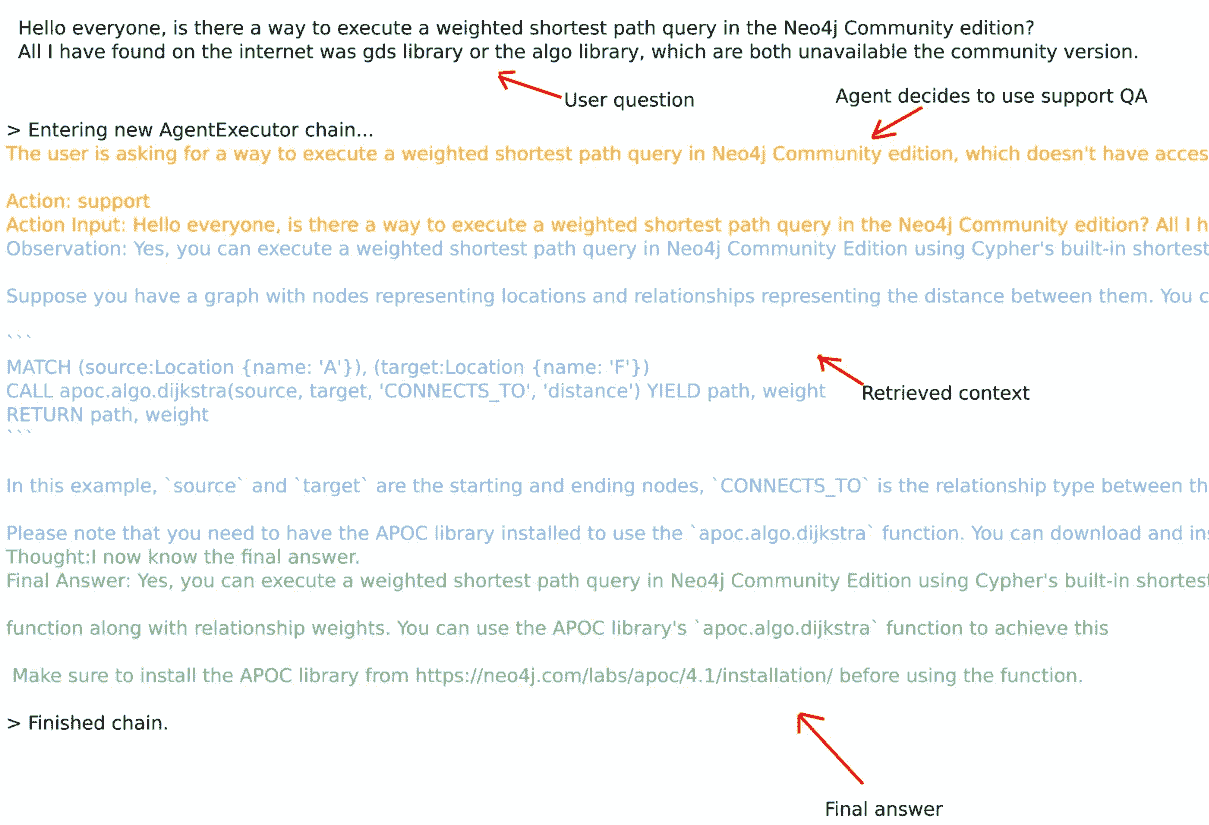 Hello everyone, is there a way to execute a weighted shortest path query in the Neo4j Community edition?
All I have found on the internet was gds library or the algo library, which are both unavailable the community version.
User question
Agent decides to use support QA
> Entering new AgentExecutor chain...
The user is asking for a way to execute a weighted shortest path query in Neo4j Community edition, which doesn't have acces
Action: support
Action Input: Hello everyone, is there a way to execute a weighted shortest path query in the Neo4j Community edition? All I h
Observation: Yes, you can execute a weighted shortest path query in Neo4j Community Edition using Cypher's built-in shortest
Suppose you have a graph with nodes representing locations and relationships representing the distance between them. You c
```
MATCH (source:Location {name: 'A'}), (target:Location {name: 'F'})
CALL apoc.algo.dijkstra(source, target, 'CONNECTS_TO', 'distance') YIELD path, weight
Retrieved context
RETURN path, weight
```
In this example, `source` and `target` are the starting and ending nodes, `CONNECTS_TO` is the relationship type between th
Please note that you need to have the APOC library installed to use the `apoc.algo.dijkstra` function. You can download and ins
Thought:I now know the final answer.
Final Answer: Yes, you can execute a weighted shortest path query in Neo4j Community Edition using Cypher's built-in shortest
function along with relationship weights. You can use the APOC library's `apoc.algo.dijkstra` function to achieve this
Make sure to install the APOC library from https://neo4j.com/labs/apoc/4.1/installation/ before using the function.
> Finished chain.
Final answer